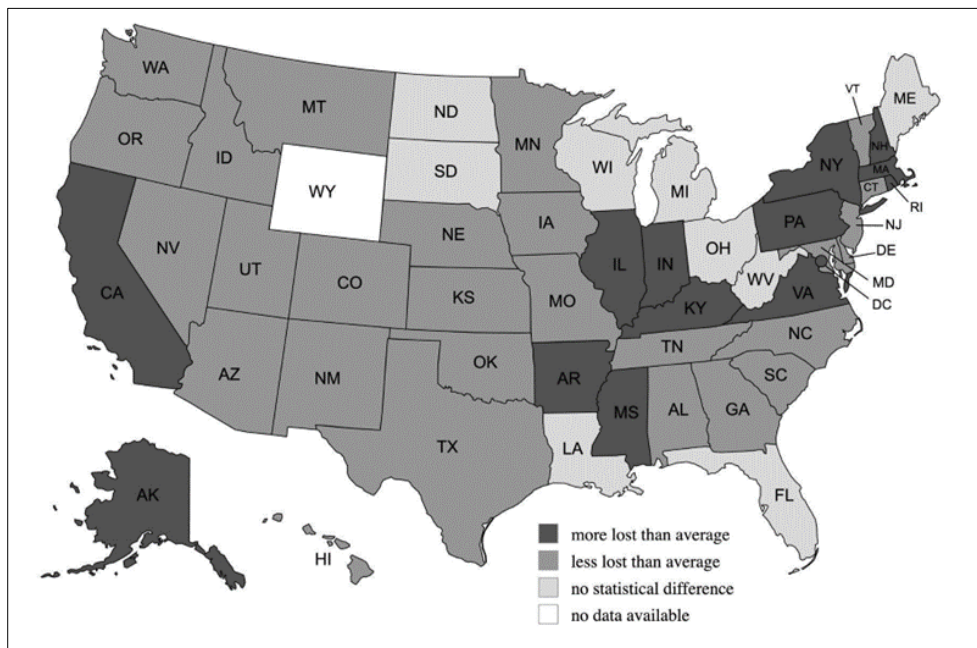 WA
MT
ND
MN
ME
VT
OR
ID
NH
NY
WI
WY
SD
MI
MA
CT
RI
IA
PA
NJ
NE
OH
DE
NV
IL
IN
UT
CO
WV
VA
MD
CA
KS
MO
DC
KY
NC
TN
OK
AZ
NM
AR
SC
MS
AL
GA
TX
LA
AK
FL
HI
more lost than average
less lost than average
no statistical difference
no data available